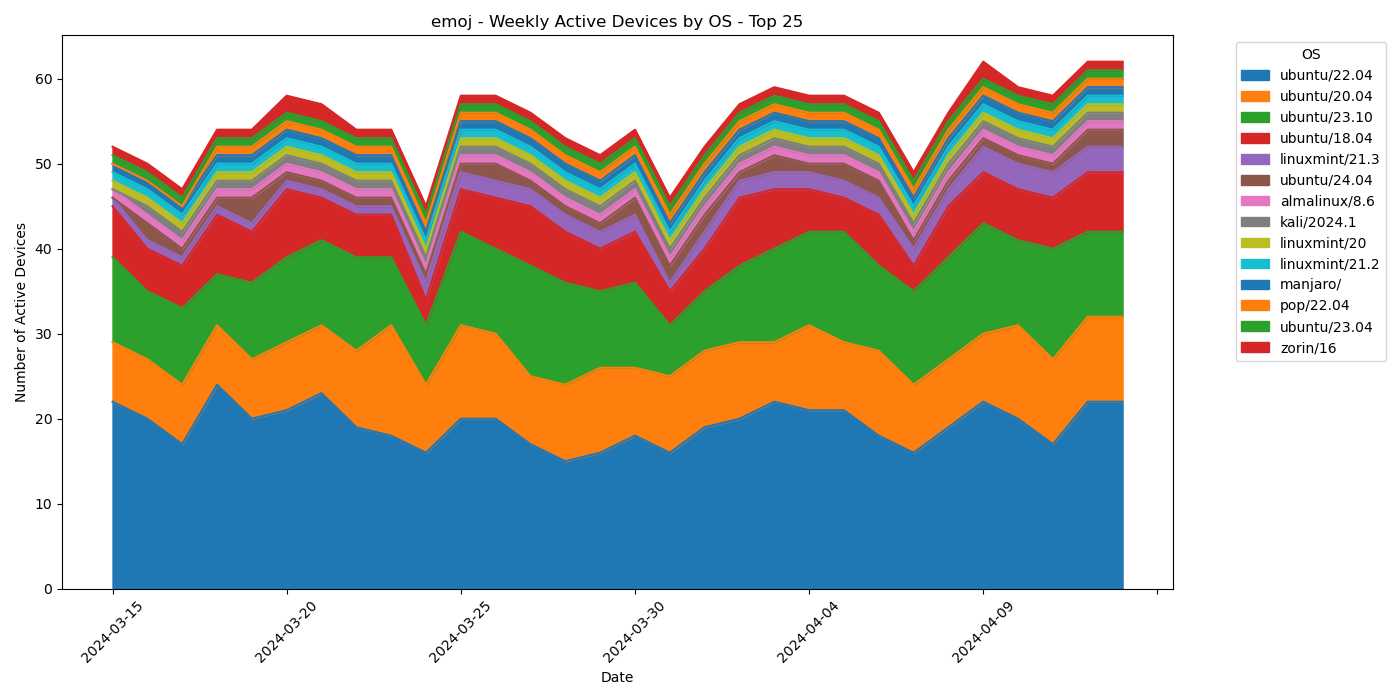 emoj - Weekly Active Devices by OS - Top 25
Number of Active Devices
60
50
40
30
20
10
0
2024-03-15
2024-03-20
2024-03-25
2024-03-30
2024-04-04
2024-04-09
Date
OS
ubuntu/22.04
ubuntu/20.04
ubuntu/23.10
ubuntu/18.04
linuxmint/21.3
ubuntu/24.04
almalinux/8.6
kali/2024.1
linuxmint/20
linuxmint/21.2
manjaro/
pop/22.04
ubuntu/23.04
zorin/16